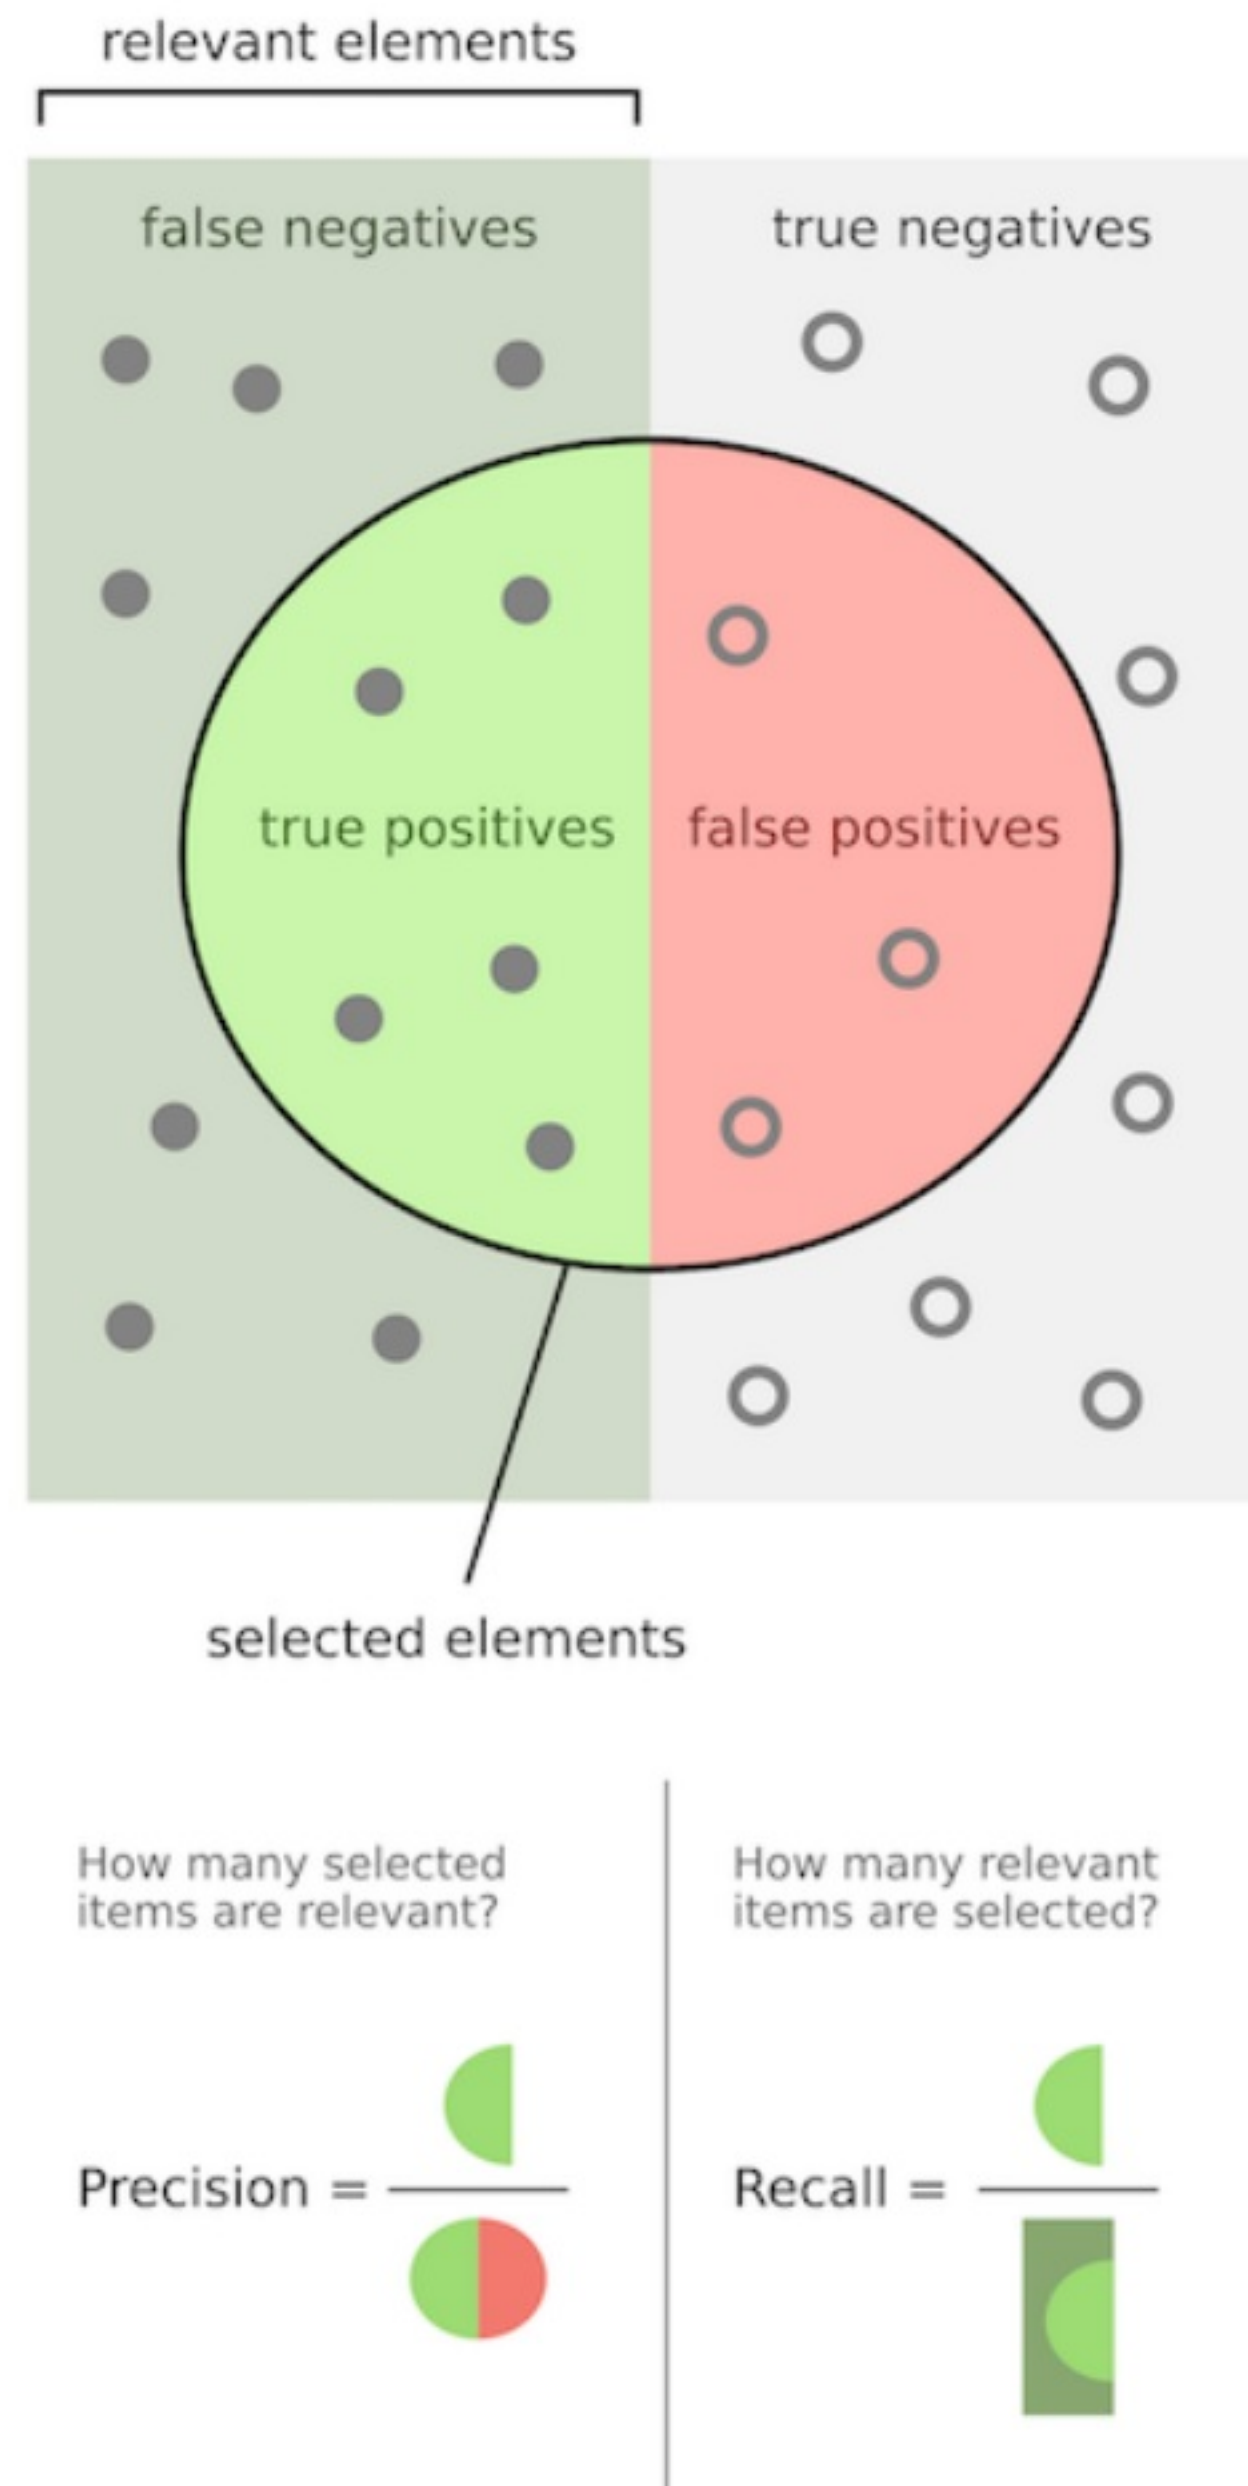 relevant elements
false negatives
true negatives
true positives
false positives
selected elements
How many selected
items are relevant?
How many relevant
items are selected?
Precision =
Recall =